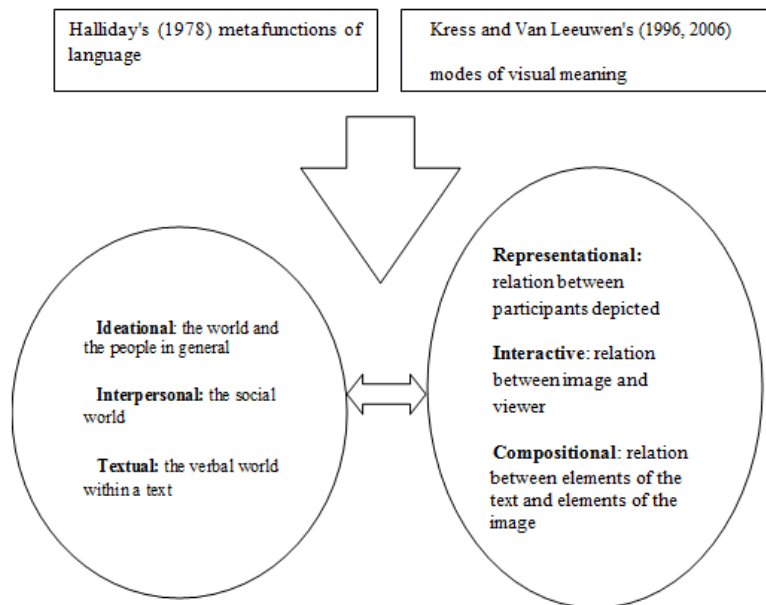 Halliday's (1978) metafunctions of
language
Kress and Van Leeuwen's (1996, 2006)
modes of visual meaning
Ideational: the world and
the people in general
Interpersonal: the social
world
Textual: the verbal world
within a text
Representational:
relation between
participants depicted
Interactive: relation
between image and
viewer
Compositional: relation
between elements of the
text and elements of the
image